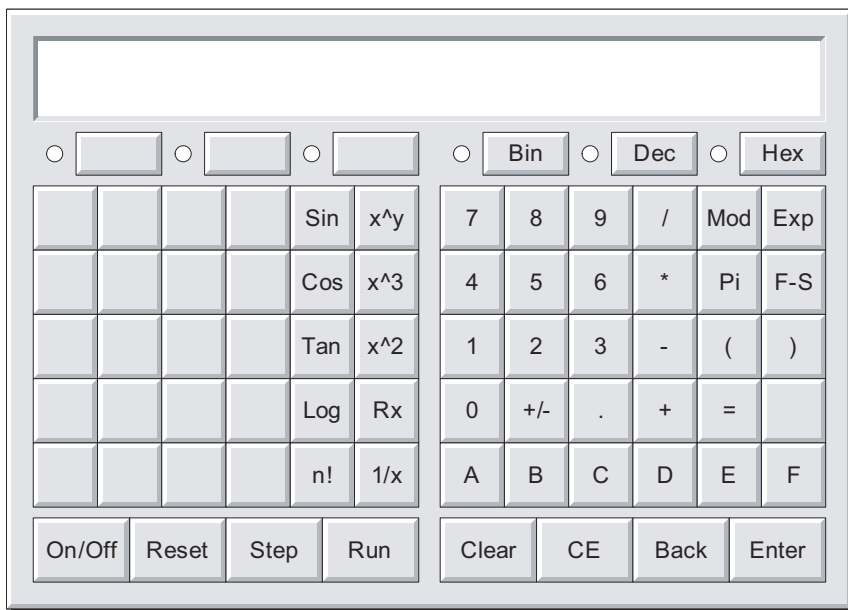 Bin Dec Hex
Sin x^y 7 8 9 / Mod Exp
Cos x^3 4 5 6 * Pi F-S
Tan x^2 1 2 3 - ( )
Log Rx 0 +/- . + =
n! 1/x A B C D E F
On/Off Reset Step Run Clear CE Back Enter